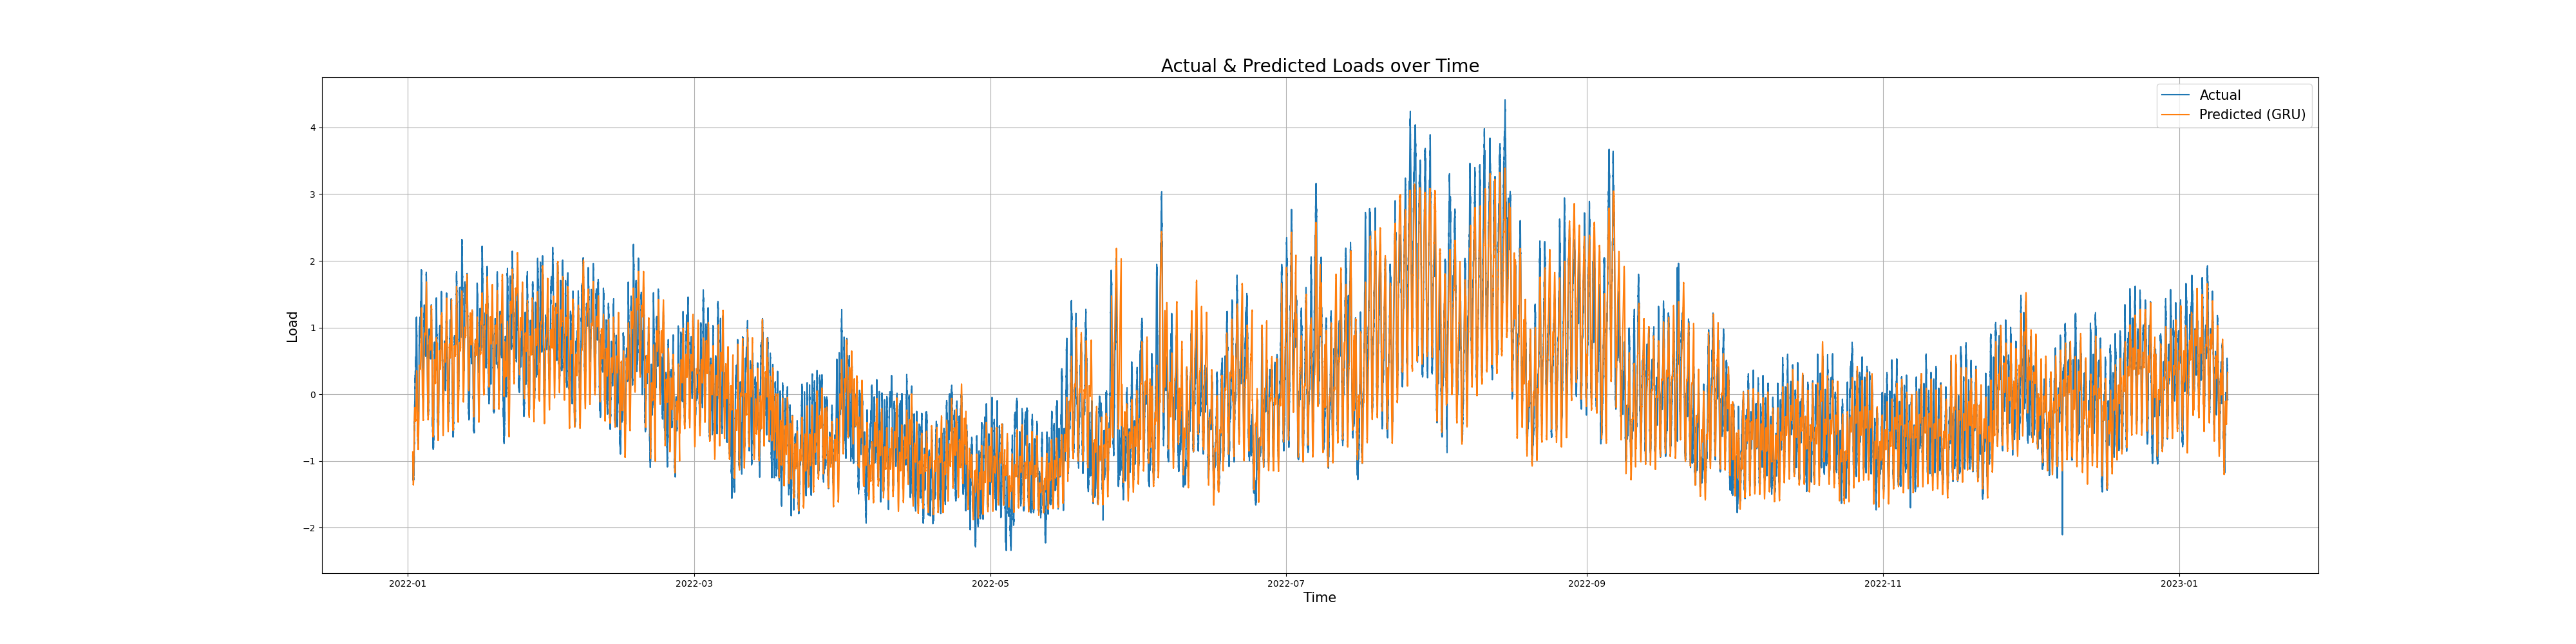 Actual & Predicted Loads over Time
Actual
Predicted (GRU)
Load
4
3
2
1
0
−1
−2
2022-01
2022-03
2022-05
2022-07
2022-09
2022-11
2023-01
Time